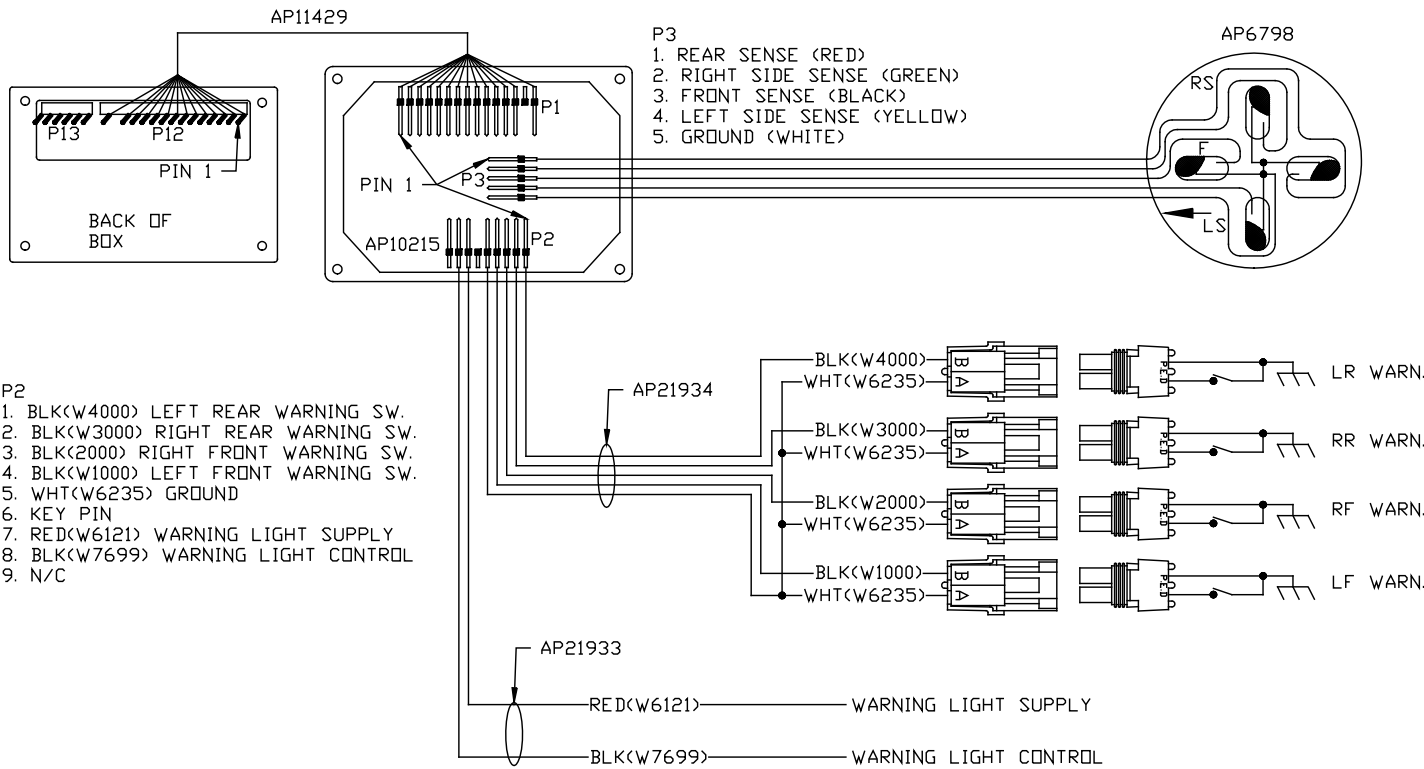 AP11429
P13
P12
PIN 1
BACK OF
BOX
P1
PIN 1
P3
AP10215
P2
P3
1. REAR SENSE (RED)
2. RIGHT SIDE SENSE (GREEN)
3. FRONT SENSE (BLACK)
4. LEFT SIDE SENSE (YELLOW)
5. GROUND (WHITE)
AP6798
RS
F
LS
P2
1. BLK(W4000) LEFT REAR WARNING SW.
2. BLK(W3000) RIGHT REAR WARNING SW.
3. BLK(2000) RIGHT FRONT WARNING SW.
4. BLK(W1000) LEFT FRONT WARNING SW.
5. WHT(W6235) GROUND
6. KEY PIN
7. RED(W6121) WARNING LIGHT SUPPLY
8. BLK(W7699) WARNING LIGHT CONTROL
9. N/C
AP21934
BLK(W4000)
WHT(W6235)
B
A
P.E.D
LR WARN.
BLK(W3000)
WHT(W6235)
B
A
P.E.D
RR WARN.
BLK(W2000)
WHT(W6235)
B
A
P.E.D
RF WARN.
BLK(W1000)
WHT(W6235)
B
A
P.E.D
LF WARN.
AP21933
RED(W6121) WARNING LIGHT SUPPLY
BLK(W7699) WARNING LIGHT CONTROL